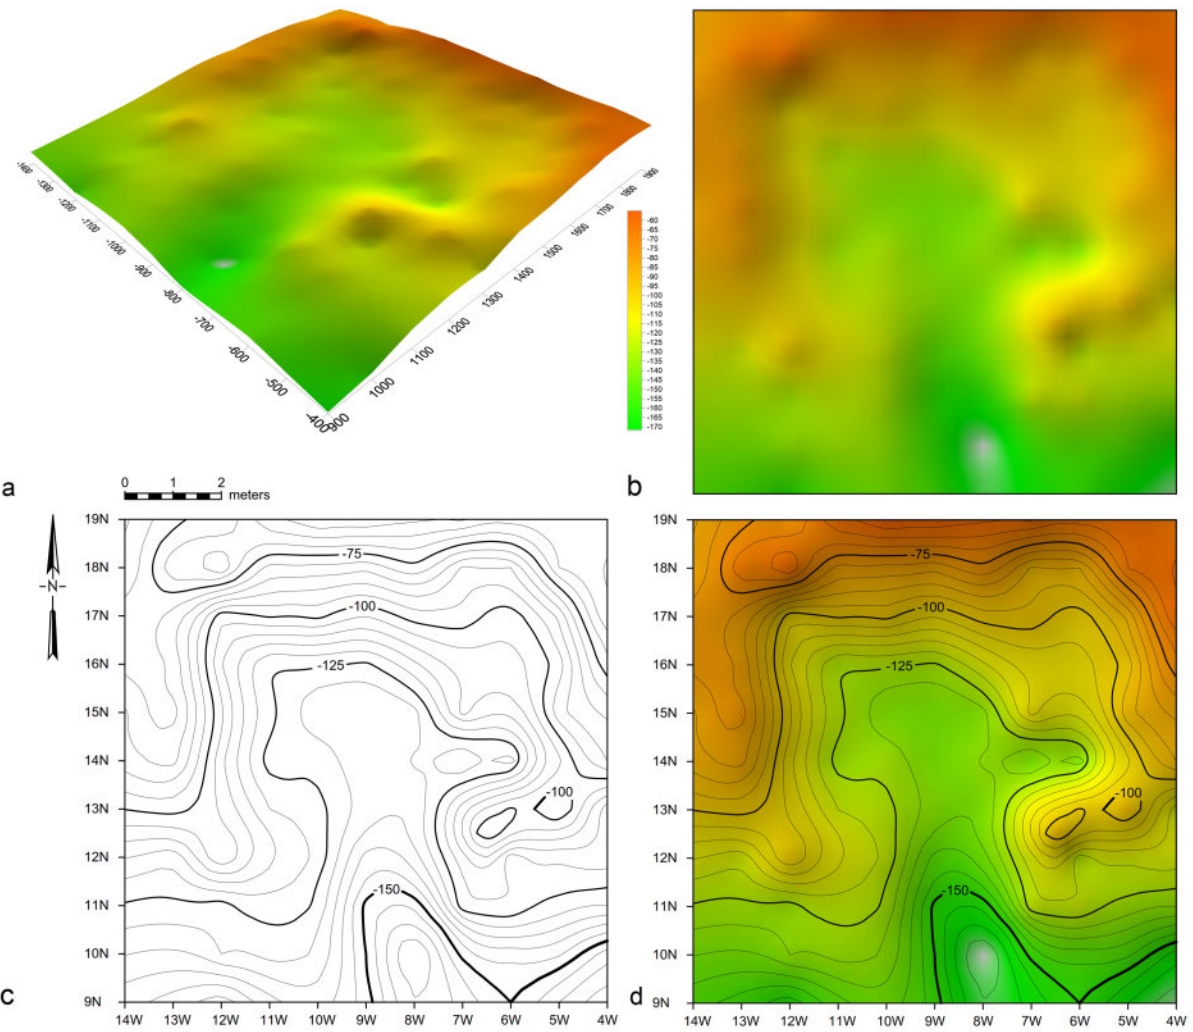 -1400
-1300
-1200
-1100
-1000
-900
-800
-700
-600
-500
-400
900
1000
1100
1200
1300
1400
1500
1600
1700
1800
1900
-60
-65
-70
-75
-80
-85
-90
-95
-100
-105
-110
-115
-120
-125
-130
-135
-140
-145
-150
-155
-160
-165
-170
a
b
0 1 2
meters
-N-
19N
18N
17N
16N
15N
14N
13N
12N
11N
10N
9N
-75
-100
-125
-100
-150
c
14W 13W 12W 11W 10W 9W 8W 7W 6W 5W 4W
19N
18N
17N
16N
15N
14N
13N
12N
11N
10N
9N
-75
-100
-125
-100
-150
d
14W 13W 12W 11W 10W 9W 8W 7W 6W 5W 4W